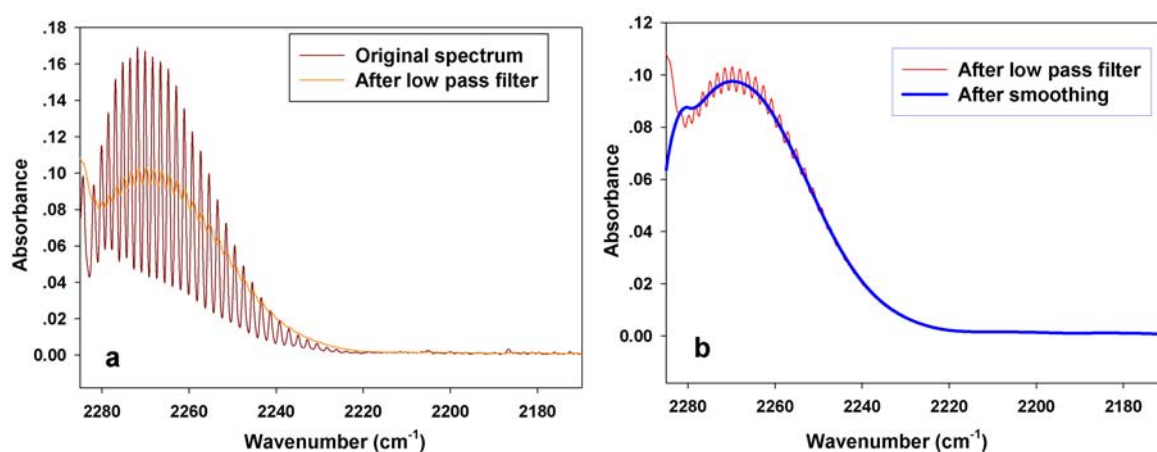 .18
.16
.14
.12
.10
.08
.06
.04
.02
0.00
Absorbance
Original spectrum
After low pass filter
a
2280 2260 2240 2220 2200 2180
Wavenumber (cm-1)
.12
.10
.08
.06
.04
.02
0.00
Absorbance
After low pass filter
After smoothing
b
2280 2260 2240 2220 2200 2180
Wavenumber (cm-1)